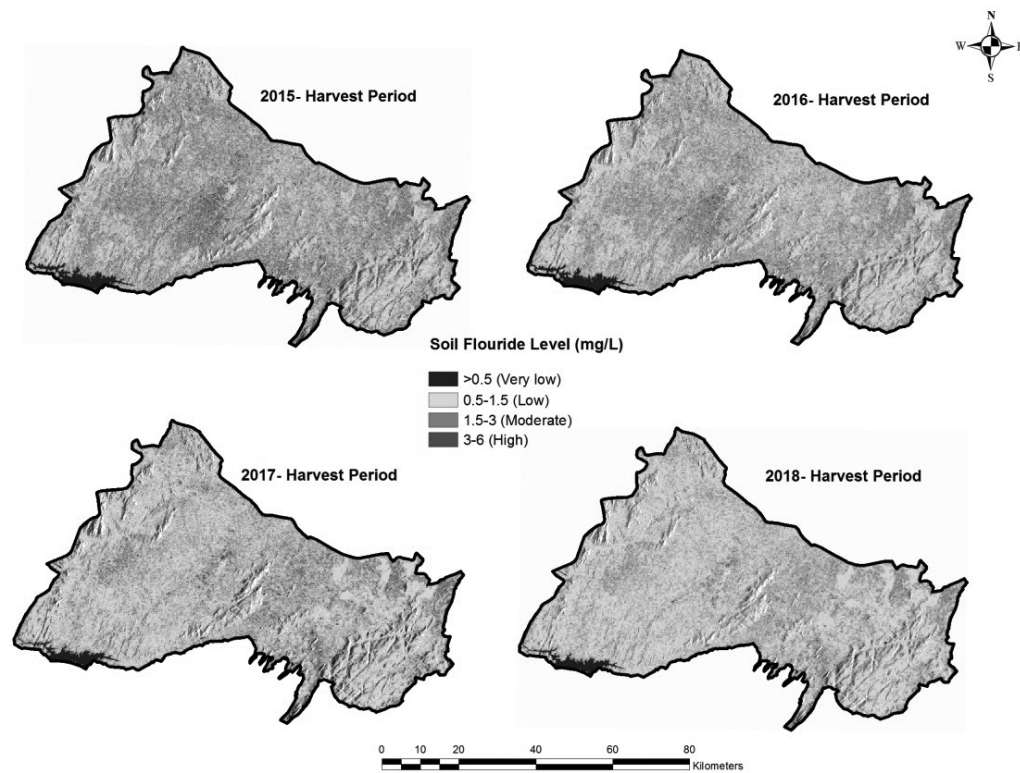 N
W E
S
2015- Harvest Period
2016- Harvest Period
Soil Flouride Level (mg/L)
>0.5 (Very low)
0.5-1.5 (Low)
1.5-3 (Moderate)
3-6 (High)
2017- Harvest Period
2018- Harvest Period
0 5 10 15 20 40 60 80
Kilometers